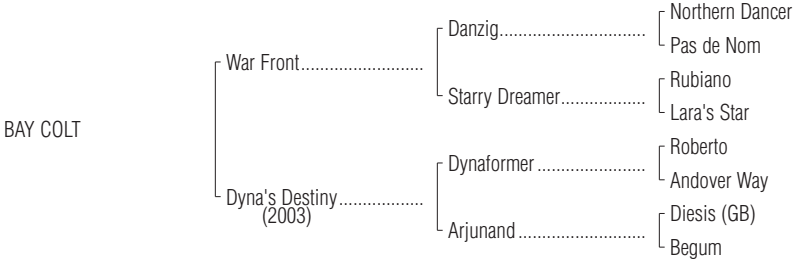 Northern Dancer
Danzig..............................
Pas de Nom
War Front.........................
Rubiano
Starry Dreamer..................
Lara's Star
BAY COLT
Roberto
Dynaformer .......................
Andover Way
Dyna's Destiny..................
(2003)
Diesis (GB)
Arjunand ...........................
Begum